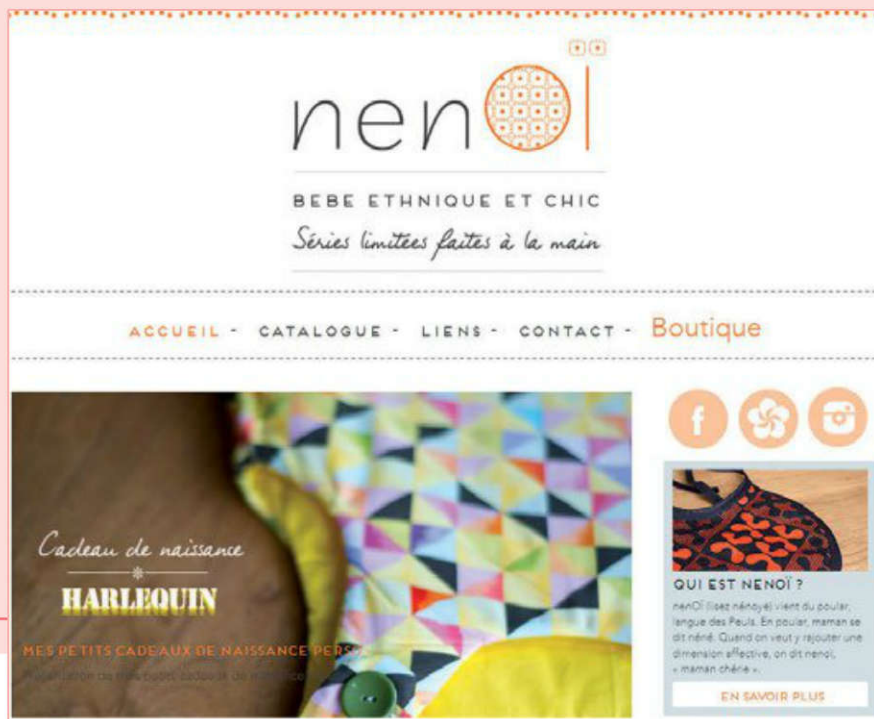 nenOï
BEBE ETHNIQUE ET CHIC
Séries limitées faites à la main
ACCUEIL - CATALOGUE - LIENS - CONTACT - Boutique
Cadeau de naissance
HARLEQUIN
MES PETITS CADEAUX DE NAISSANCE PERSO
QUI EST NENOÏ ?
nenOÏ (lisez nénoyé) vient du poular,
langue des Peuls. En poular, maman se
dit néné. Quand on veut y rajouter une
dimension affective, on dit nenoï,
« maman chérie ».
EN SAVOIR PLUS